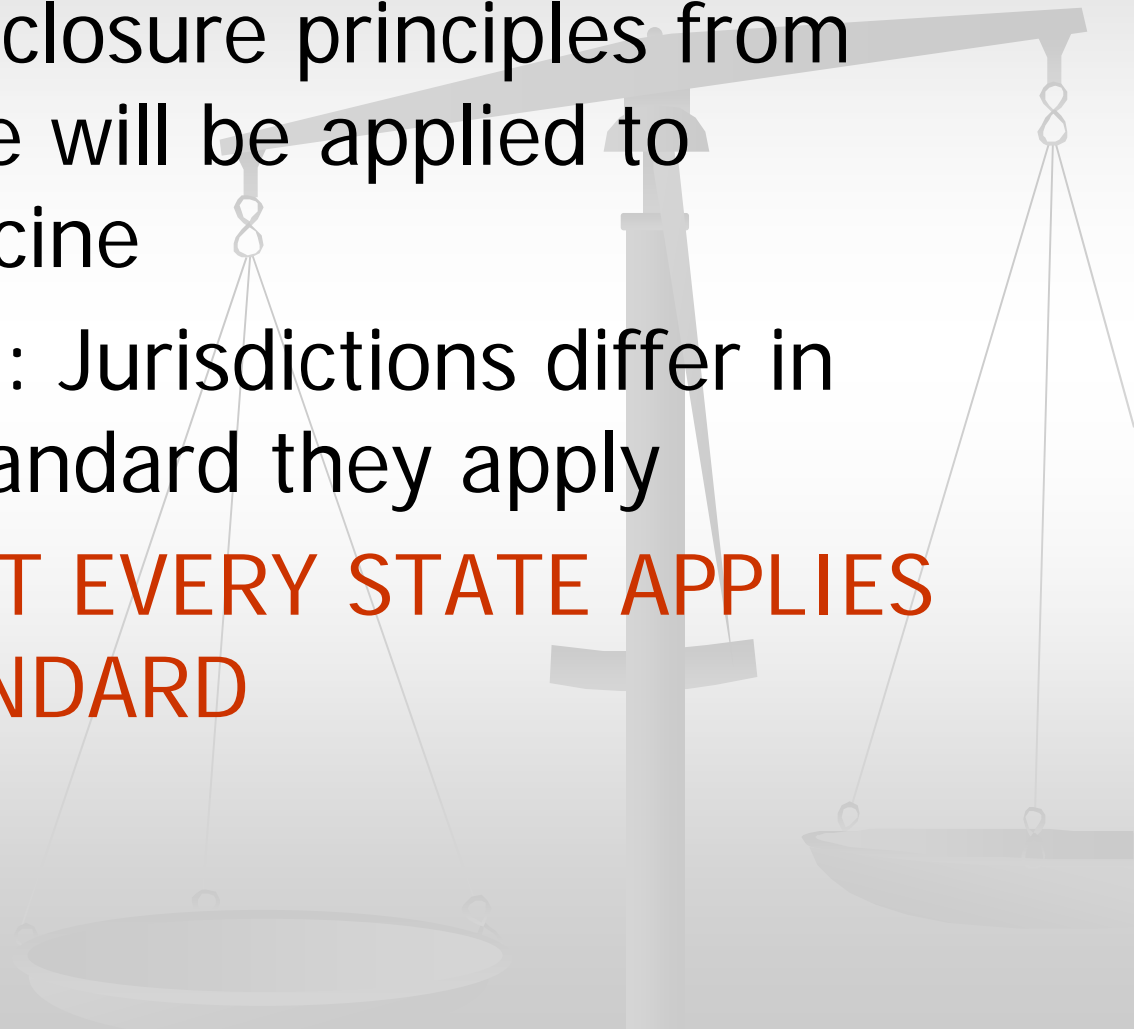 closure principles from
e will be applied to
cine
: Jurisdictions differ in
andard they apply
T EVERY STATE APPLIES
NDARD